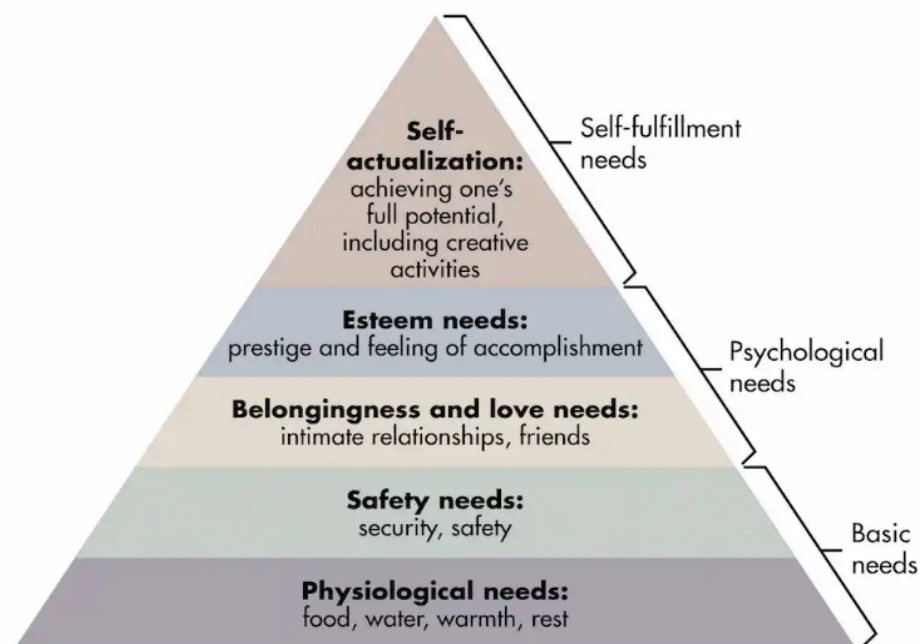 Self-
actualization:
achieving one's
full potential,
including creative
activities
Self-fulfillment
needs
Esteem needs:
prestige and feeling of accomplishment
Psychological
needs
Belongingness and love needs:
intimate relationships, friends
Safety needs:
security, safety
Basic
needs
Physiological needs:
food, water, warmth, rest